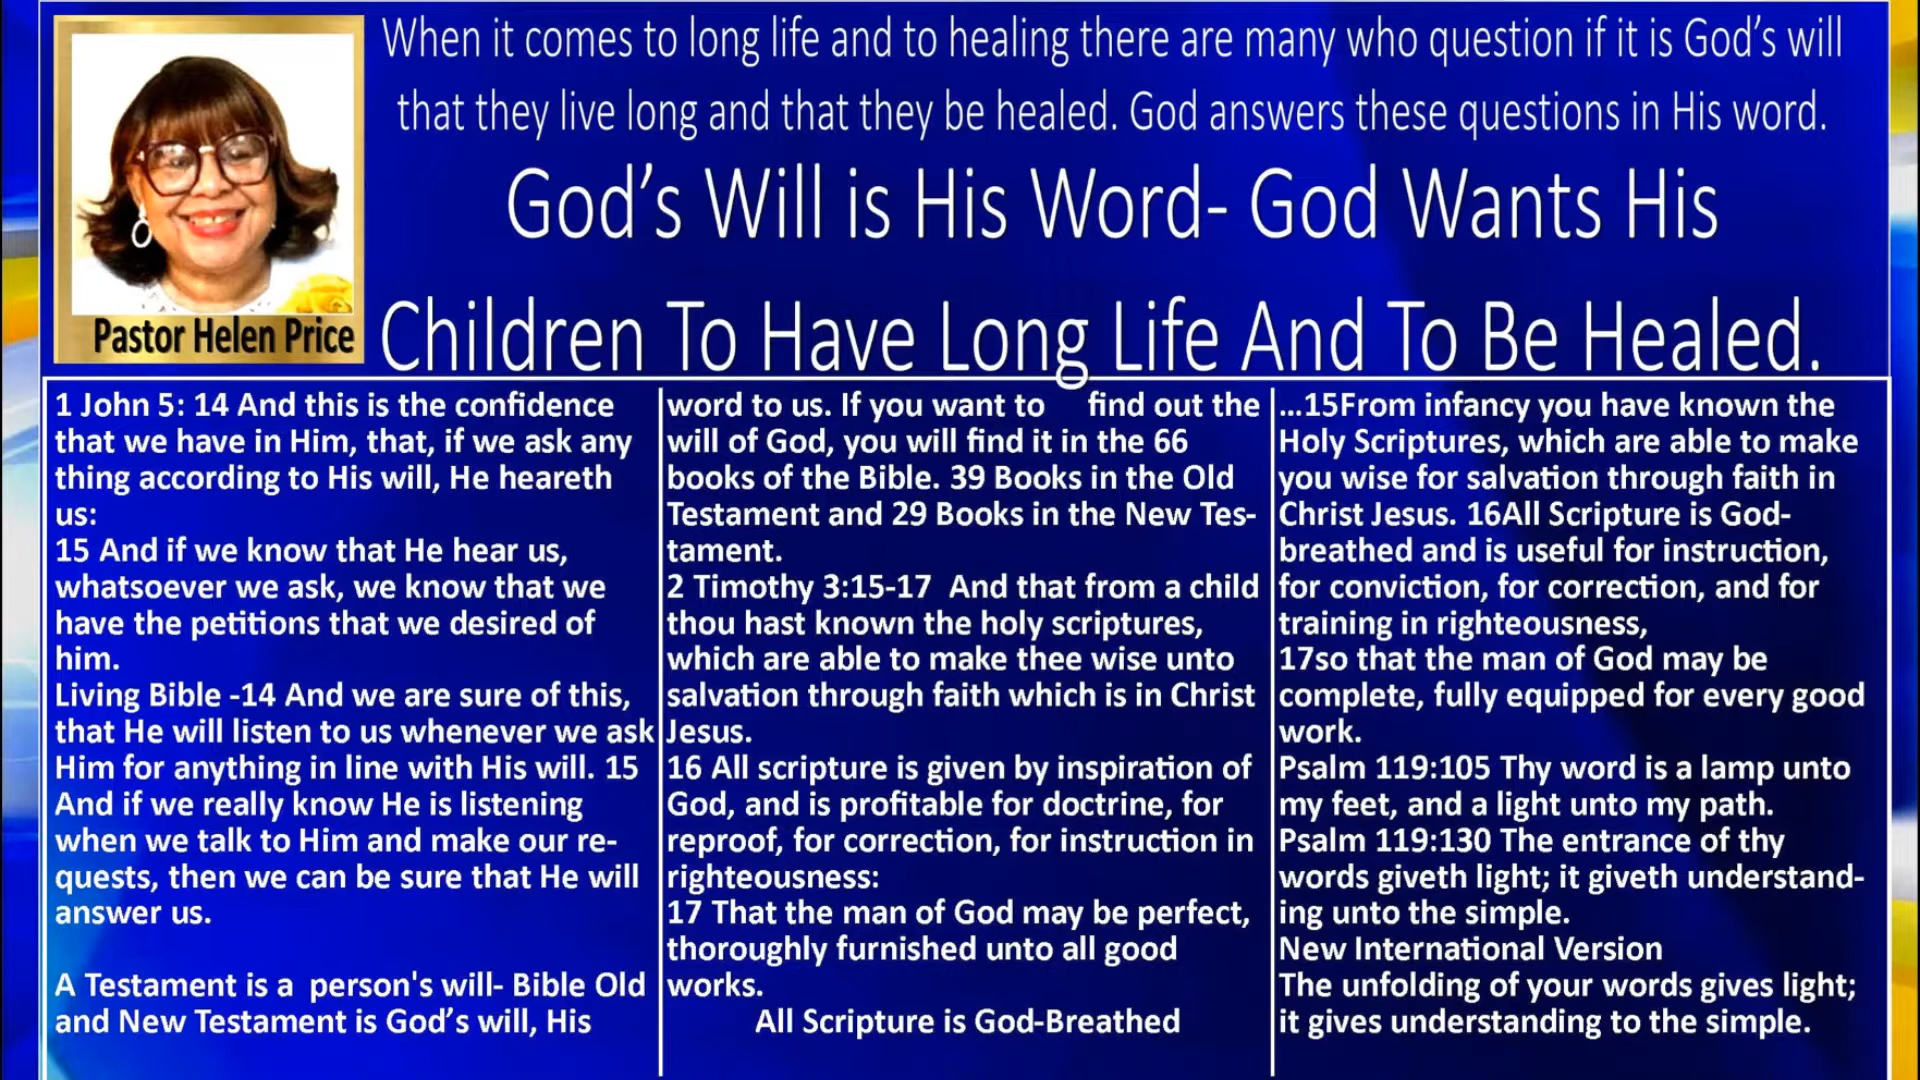 When it comes to long life and to healing there are many who question if it is God’s will
that they live long and that they be healed. God answers these questions in His word.
God’s Will is His Word- God Wants His
Children To Have Long Life And To Be Healed.
Pastor Helen Price
1 John 5: 14 And this is the confidence
that we have in Him, that, if we ask any
thing according to His will, He heareth
us:
15 And if we know that He hear us,
whatsoever we ask, we know that we
have the petitions that we desired of
him.
Living Bible -14 And we are sure of this,
that He will listen to us whenever we ask
Him for anything in line with His will. 15
And if we really know He is listening
when we talk to Him and make our re-
quests, then we can be sure that He will
answer us.
A Testament is a person's will- Bible Old
and New Testament is God’s will, His
word to us. If you want to find out the
will of God, you will find it in the 66
books of the Bible. 39 Books in the Old
Testament and 29 Books in the New Tes-
tament.
2 Timothy 3:15-17 And that from a child
thou hast known the holy scriptures,
which are able to make thee wise unto
salvation through faith which is in Christ
Jesus.
16 All scripture is given by inspiration of
God, and is profitable for doctrine, for
reproof, for correction, for instruction in
righteousness:
17 That the man of God may be perfect,
thoroughly furnished unto all good
works.
All Scripture is God-Breathed
…15From infancy you have known the
Holy Scriptures, which are able to make
you wise for salvation through faith in
Christ Jesus. 16All Scripture is God-
breathed and is useful for instruction,
for conviction, for correction, and for
training in righteousness,
17so that the man of God may be
complete, fully equipped for every good
work.
Psalm 119:105 Thy word is a lamp unto
my feet, and a light unto my path.
Psalm 119:130 The entrance of thy
words giveth light; it giveth understand-
ing unto the simple.
New International Version
The unfolding of your words gives light;
it gives understanding to the simple.